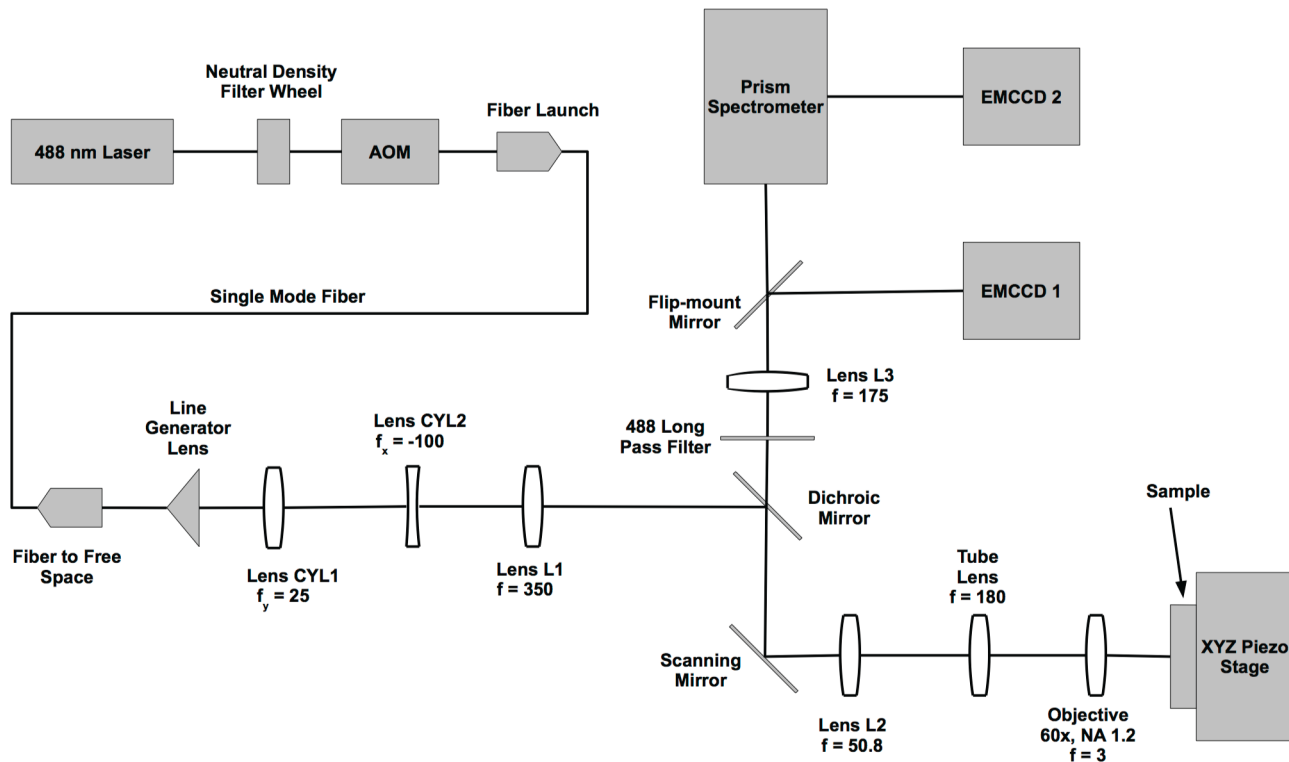 Neutral Density
Filter Wheel
Fiber Launch
488 nm Laser
AOM
Prism
Spectrometer
EMCCD 2
Single Mode Fiber
Flip-mount
Mirror
EMCCD 1
Lens L3
f = 175
488 Long
Pass Filter
Line
Generator
Lens
Lens CYL2
fx = -100
Dichroic
Mirror
Sample
Fiber to Free
Space
Lens CYL1
fy = 25
Lens L1
f = 350
Tube
Lens
f = 180
Scanning
Mirror
XYZ Piezo
Stage
Lens L2
f = 50.8
Objective
60x, NA 1.2
f = 3